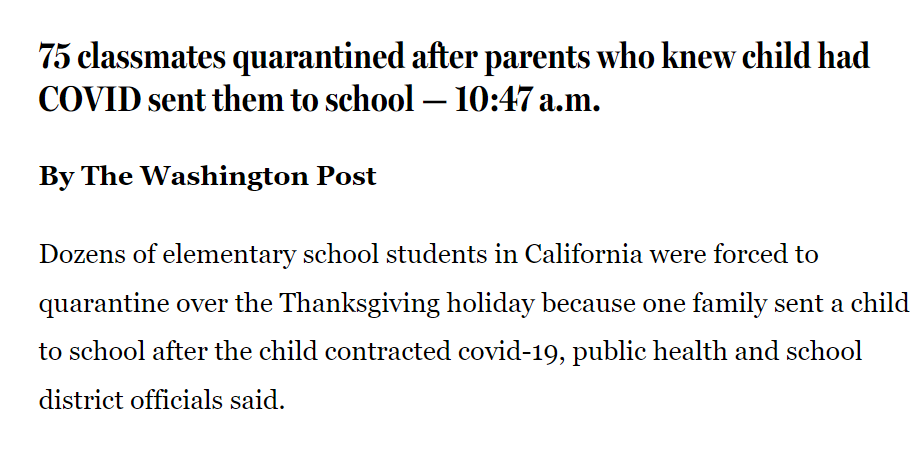 75 classmates quarantined after parents who knew child had
COVID sent them to school — 10:47 a.m.
By The Washington Post
Dozens of elementary school students in California were forced to
quarantine over the Thanksgiving holiday because one family sent a child
to school after the child contracted covid-19, public health and school
district officials said.